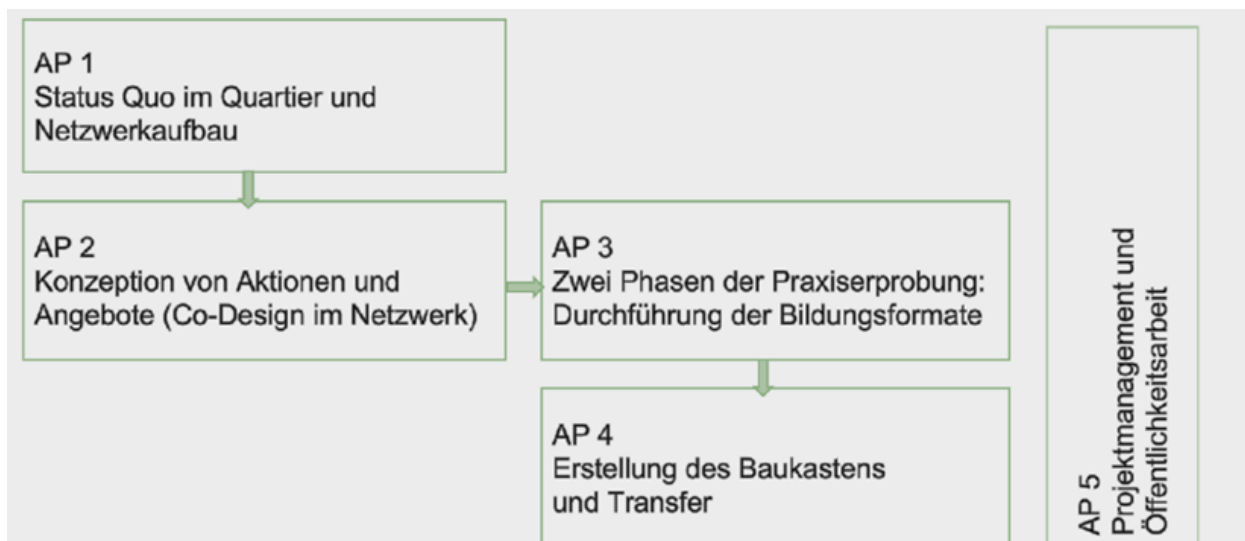 AP 1
Status Quo im Quartier und
Netzwerkaufbau
AP 2
Konzeption von Aktionen und
Angebote (Co-Design im Netzwerk)
AP 3
Zwei Phasen der Praxiserprobung:
Durchführung der Bildungsformate
AP 4
Erstellung des Baukastens
und Transfer
AP 5
Projektmanagement und
Öffentlichkeitsarbeit